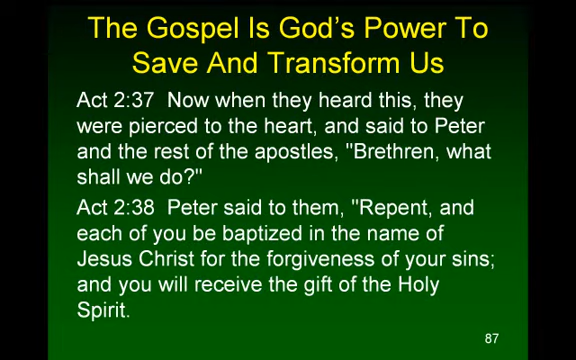 The Gospel Is God's Power To
Save And Transform Us
Act 2:37  Now when they heard this, they
were pierced to the heart, and said to Peter
and the rest of the apostles, "Brethren, what
shall we do?"
Act 2:38  Peter said to them, "Repent, and
each of you be baptized in the name of
Jesus Christ for the forgiveness of your sins;
and you will receive the gift of the Holy
Spirit.
87